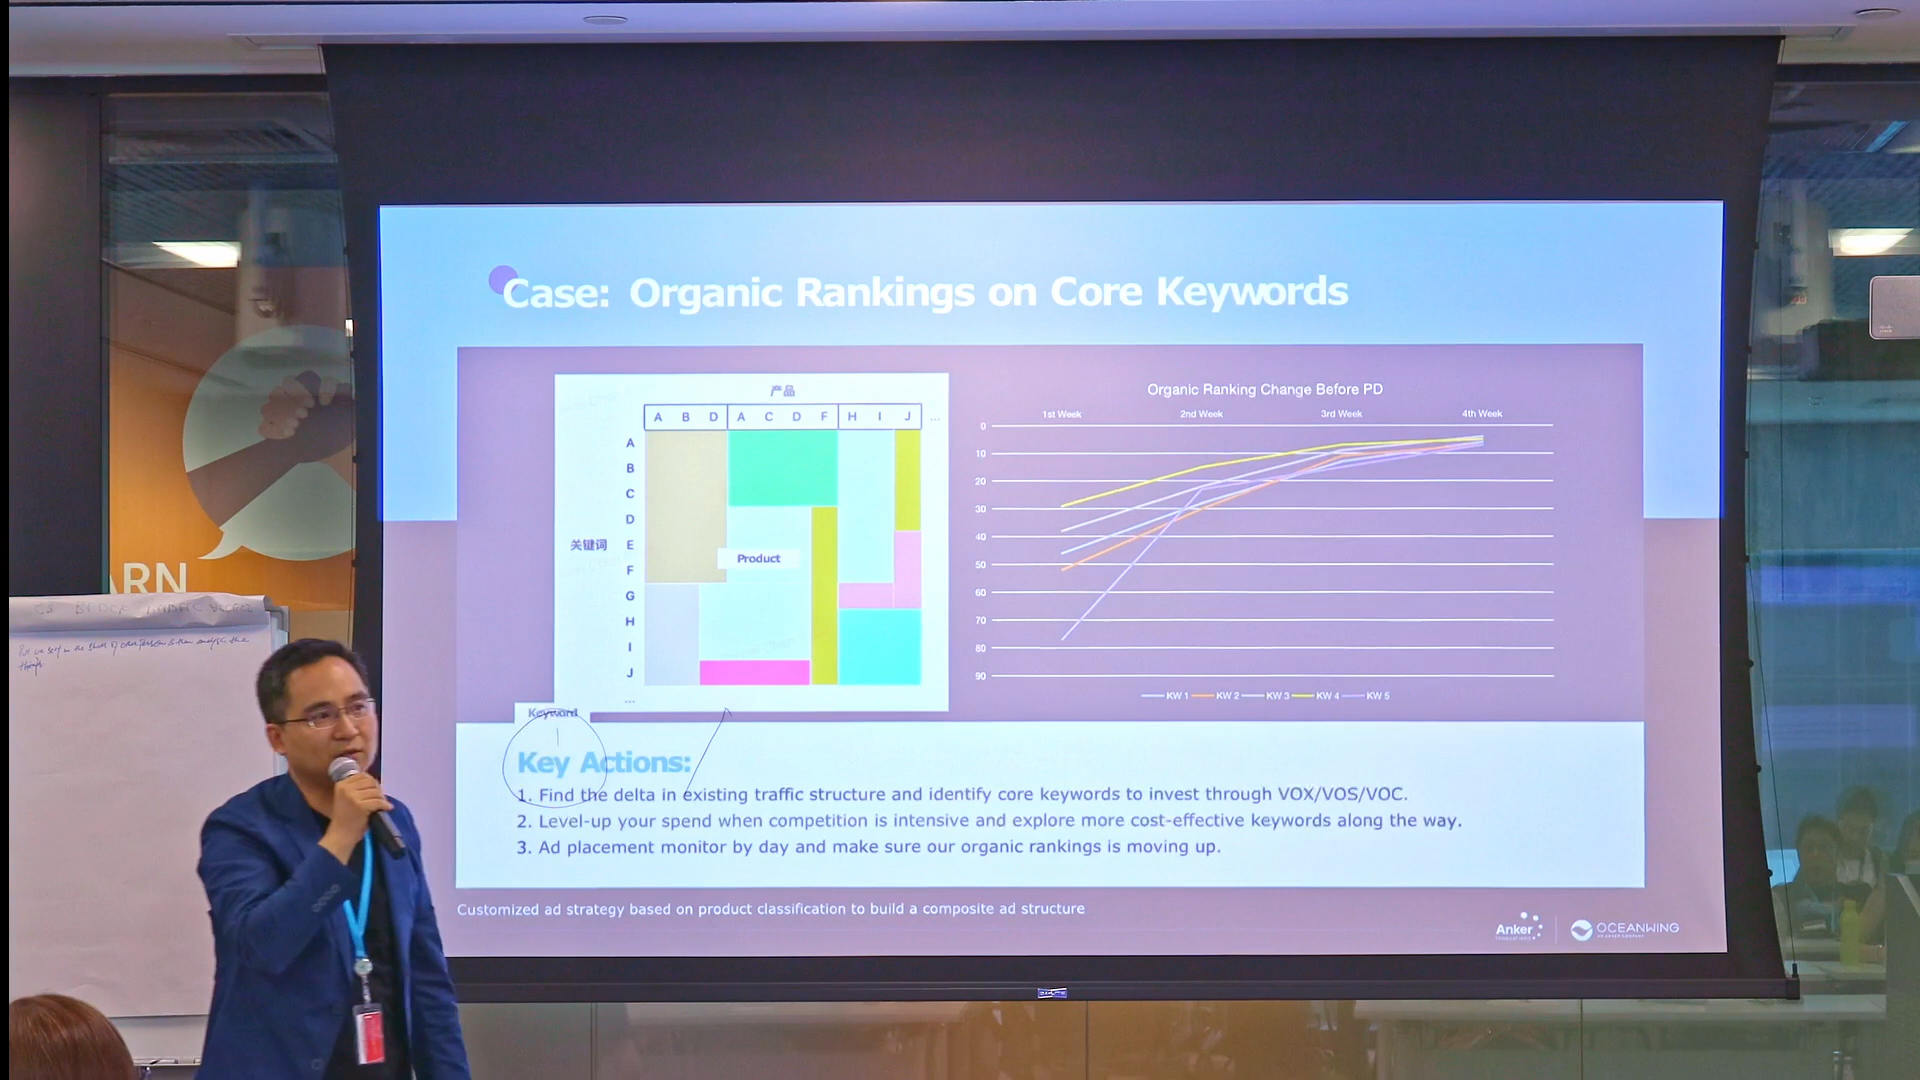 Case: Organic Rankings on Core Keywords
产品
A B D A C D F H I J ...
A
B
C
D
关键词 E
F
G
H
I
J
...
Product
Keyword
Organic Ranking Change Before PD
1st Week 2nd Week 3rd Week 4th Week
0
10
20
30
40
50
60
70
80
90
KW 1 KW 2 KW 3 KW 4 KW 5
Key Actions:
1. Find the delta in existing traffic structure and identify core keywords to invest through VOX/VOS/VOC.
2. Level-up your spend when competition is intensive and explore more cost-effective keywords along the way.
3. Ad placement monitor by day and make sure our organic rankings is moving up.
Customized ad strategy based on product classification to build a composite ad structure
Anker
OCEANWING
ARN